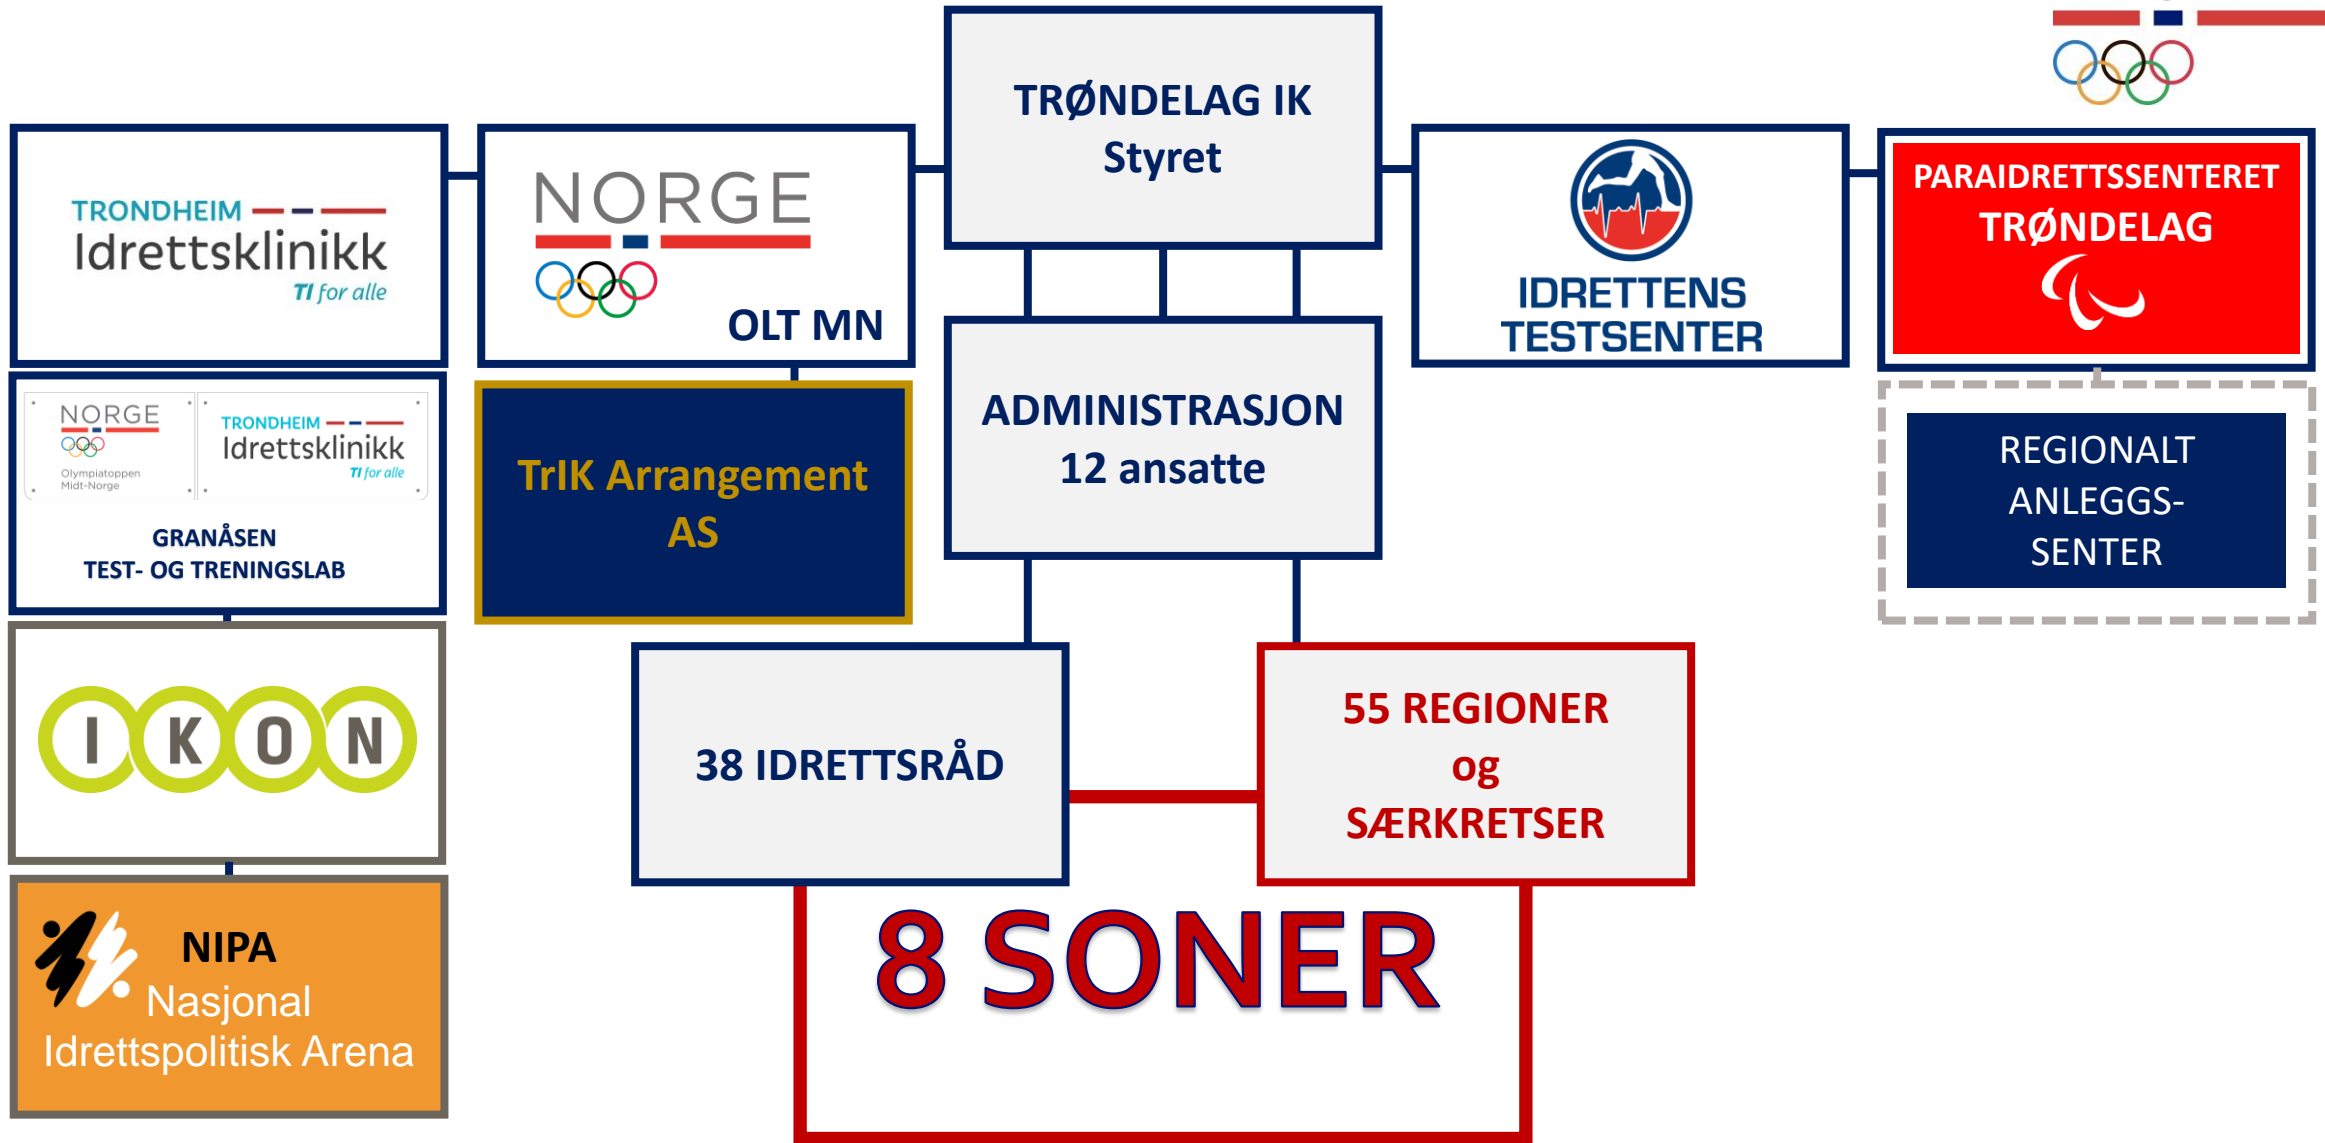 TRØNDELAG IK
Styret
TRONDHEIM
Idrettsklinikk
TI for alle
NORGE
OLT MN
IDRETTENS
TESTSENTER
PARAIDRETTSSENTERET
TRØNDELAG
NORGE
Olympiatoppen
Midt-Norge
TRONDHEIM
Idrettsklinikk
TI for alle
GRANÅSEN
TEST- OG TRENINGSLAB
TrIK Arrangement
AS
ADMINISTRASJON
12 ansatte
REGIONALT
ANLEGGS-
SENTER
IKON
38 IDRETTSRÅD
55 REGIONER
og
SÆRKRETSER
NIPA
Nasjonal
Idrettspolitisk Arena
8 SONER